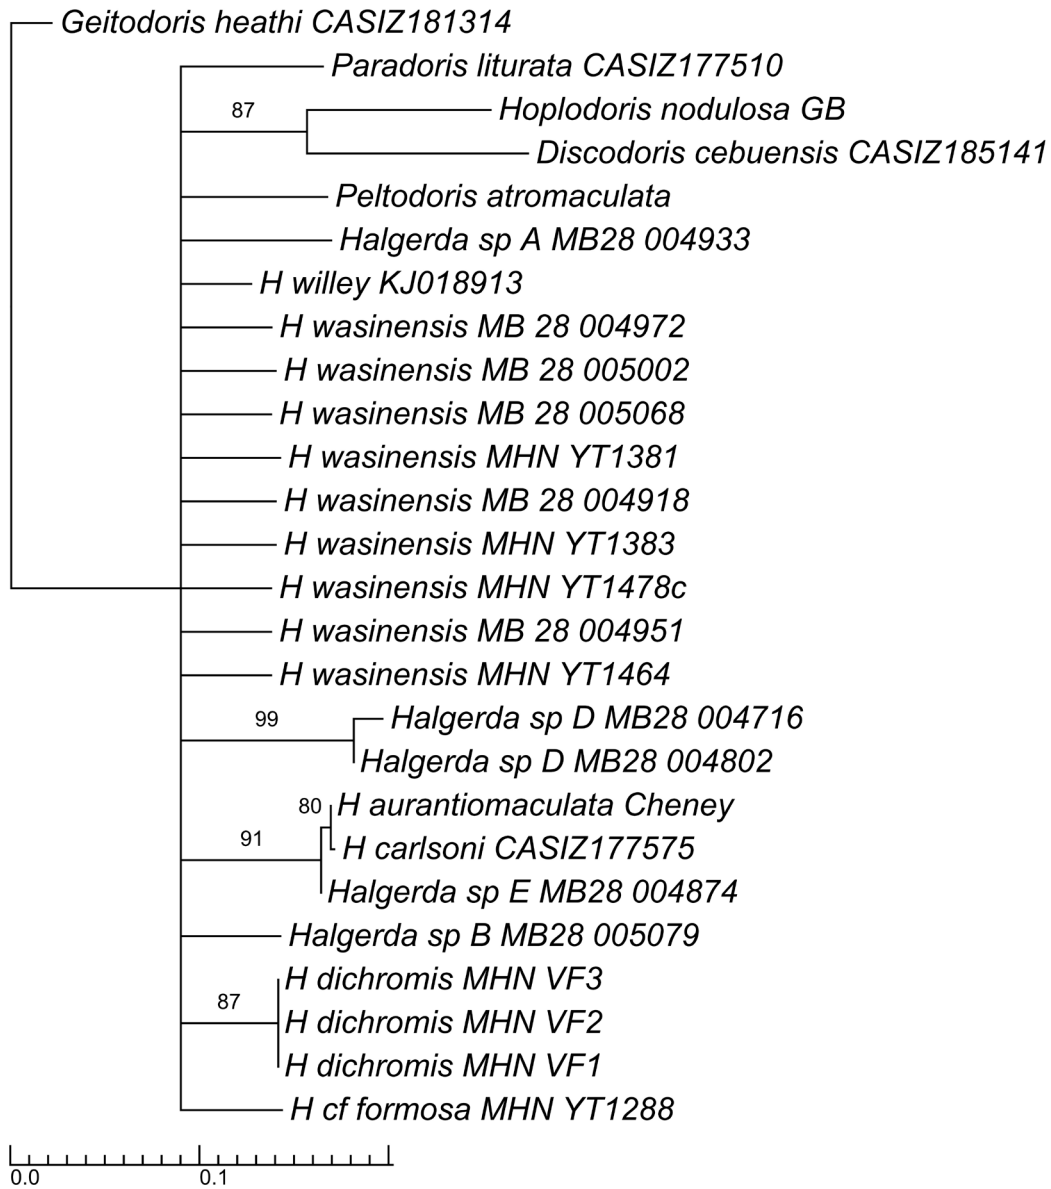 Geitodoris heathi CASIZ181314
Paradoris liturata CASIZ177510
87
Hoplodoris nodulosa GB
Discodoris cebuensis CASIZ185141
Peltodoris atromaculata
Halgerda sp A MB28 004933
H willey KJ018913
H wasinensis MB 28 004972
H wasinensis MB 28 005002
H wasinensis MB 28 005068
H wasinensis MHN YT1381
H wasinensis MB 28 004918
H wasinensis MHN YT1383
H wasinensis MHN YT1478c
H wasinensis MB 28 004951
H wasinensis MHN YT1464
99
Halgerda sp D MB28 004716
Halgerda sp D MB28 004802
80
H aurantiomaculata Cheney
91
H carlsoni CASIZ177575
Halgerda sp E MB28 004874
Halgerda sp B MB28 005079
H dichromis MHN VF3
87
H dichromis MHN VF2
H dichromis MHN VF1
H cf formosa MHN YT1288
0.0 0.1